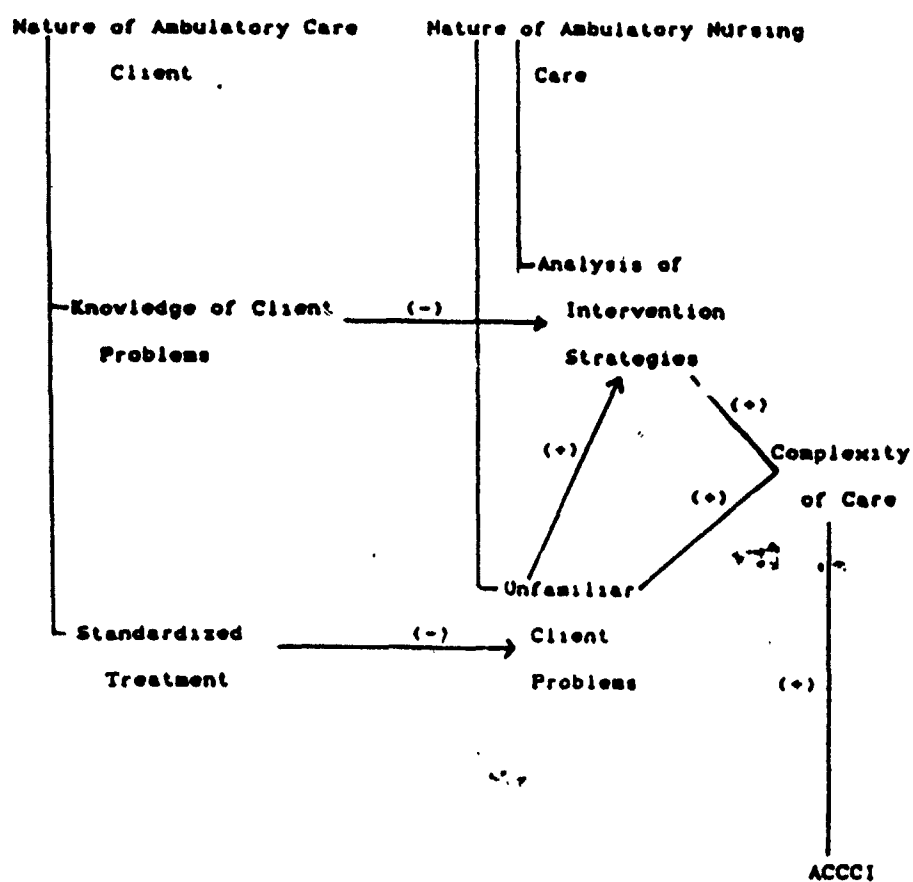 Nature of Ambulatory Care
Client
Nature of Ambulatory Nursing
Care
Analysis of
Intervention
Strategies
Knowledge of Client
Problems
(-)
(+)
(+)
Complexity
of Care
(+)
Unfamiliar
Client
Problems
Standardized
Treatment
(-)
(+)
ACCCI